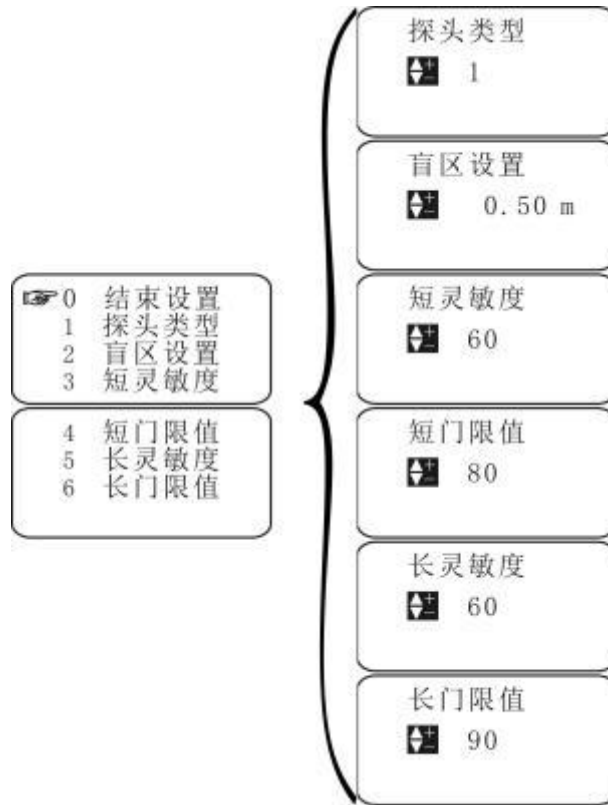 0 结束设置
1 探头类型
2 盲区设置
3 短灵敏度
4 短门限值
5 长灵敏度
6 长门限值
探头类型
1
盲区设置
0.50 m
短灵敏度
60
短门限值
80
长灵敏度
60
长门限值
90